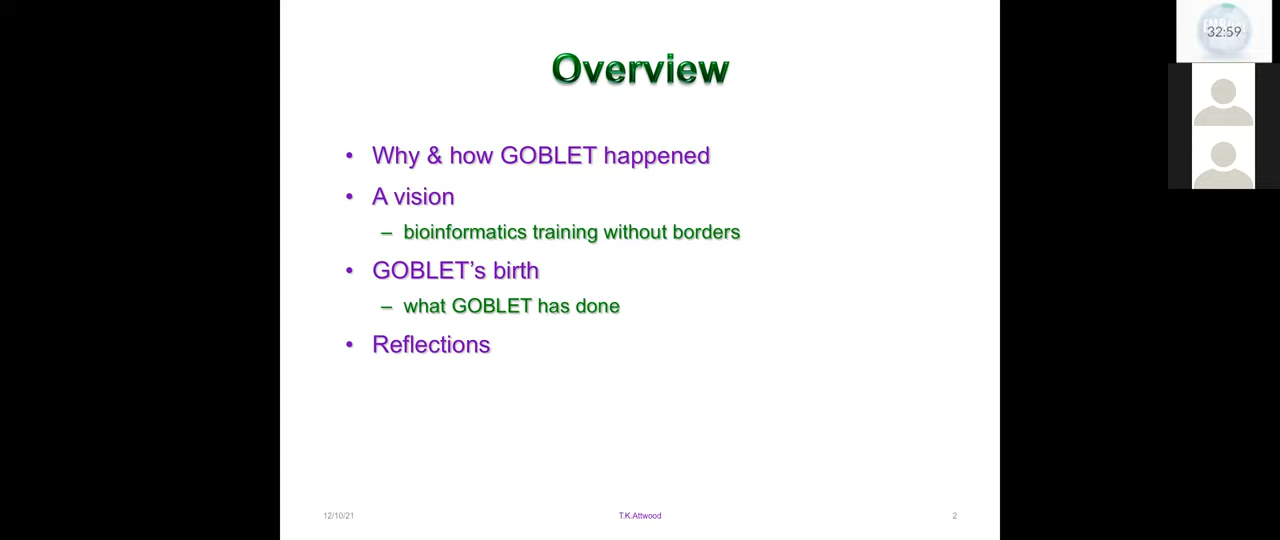 32:59
Overview
• Why & how GOBLET happened
• A vision
– bioinformatics training without borders
• GOBLET’s birth
– what GOBLET has done
• Reflections
12/10/21
T.K.Attwood
2